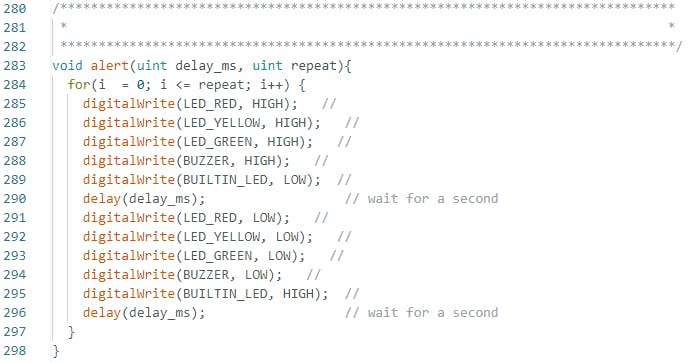 280 /********************************************************************************
281  *                                                                               *
282  ********************************************************************************/
283 void alert(uint delay_ms, uint repeat){
284   for(i  = 0; i <= repeat; i++) {
285     digitalWrite(LED_RED, HIGH);   //
286     digitalWrite(LED_YELLOW, HIGH);   //
287     digitalWrite(LED_GREEN, HIGH);   //
288     digitalWrite(BUZZER, HIGH);   //
289     digitalWrite(BUILTIN_LED, LOW);  //
290     delay(delay_ms);                  // wait for a second
291     digitalWrite(LED_RED, LOW);   //
292     digitalWrite(LED_YELLOW, LOW);   //
293     digitalWrite(LED_GREEN, LOW);   //
294     digitalWrite(BUZZER, LOW);   //
295     digitalWrite(BUILTIN_LED, HIGH);  //
296     delay(delay_ms);                  // wait for a second
297   }
298 }